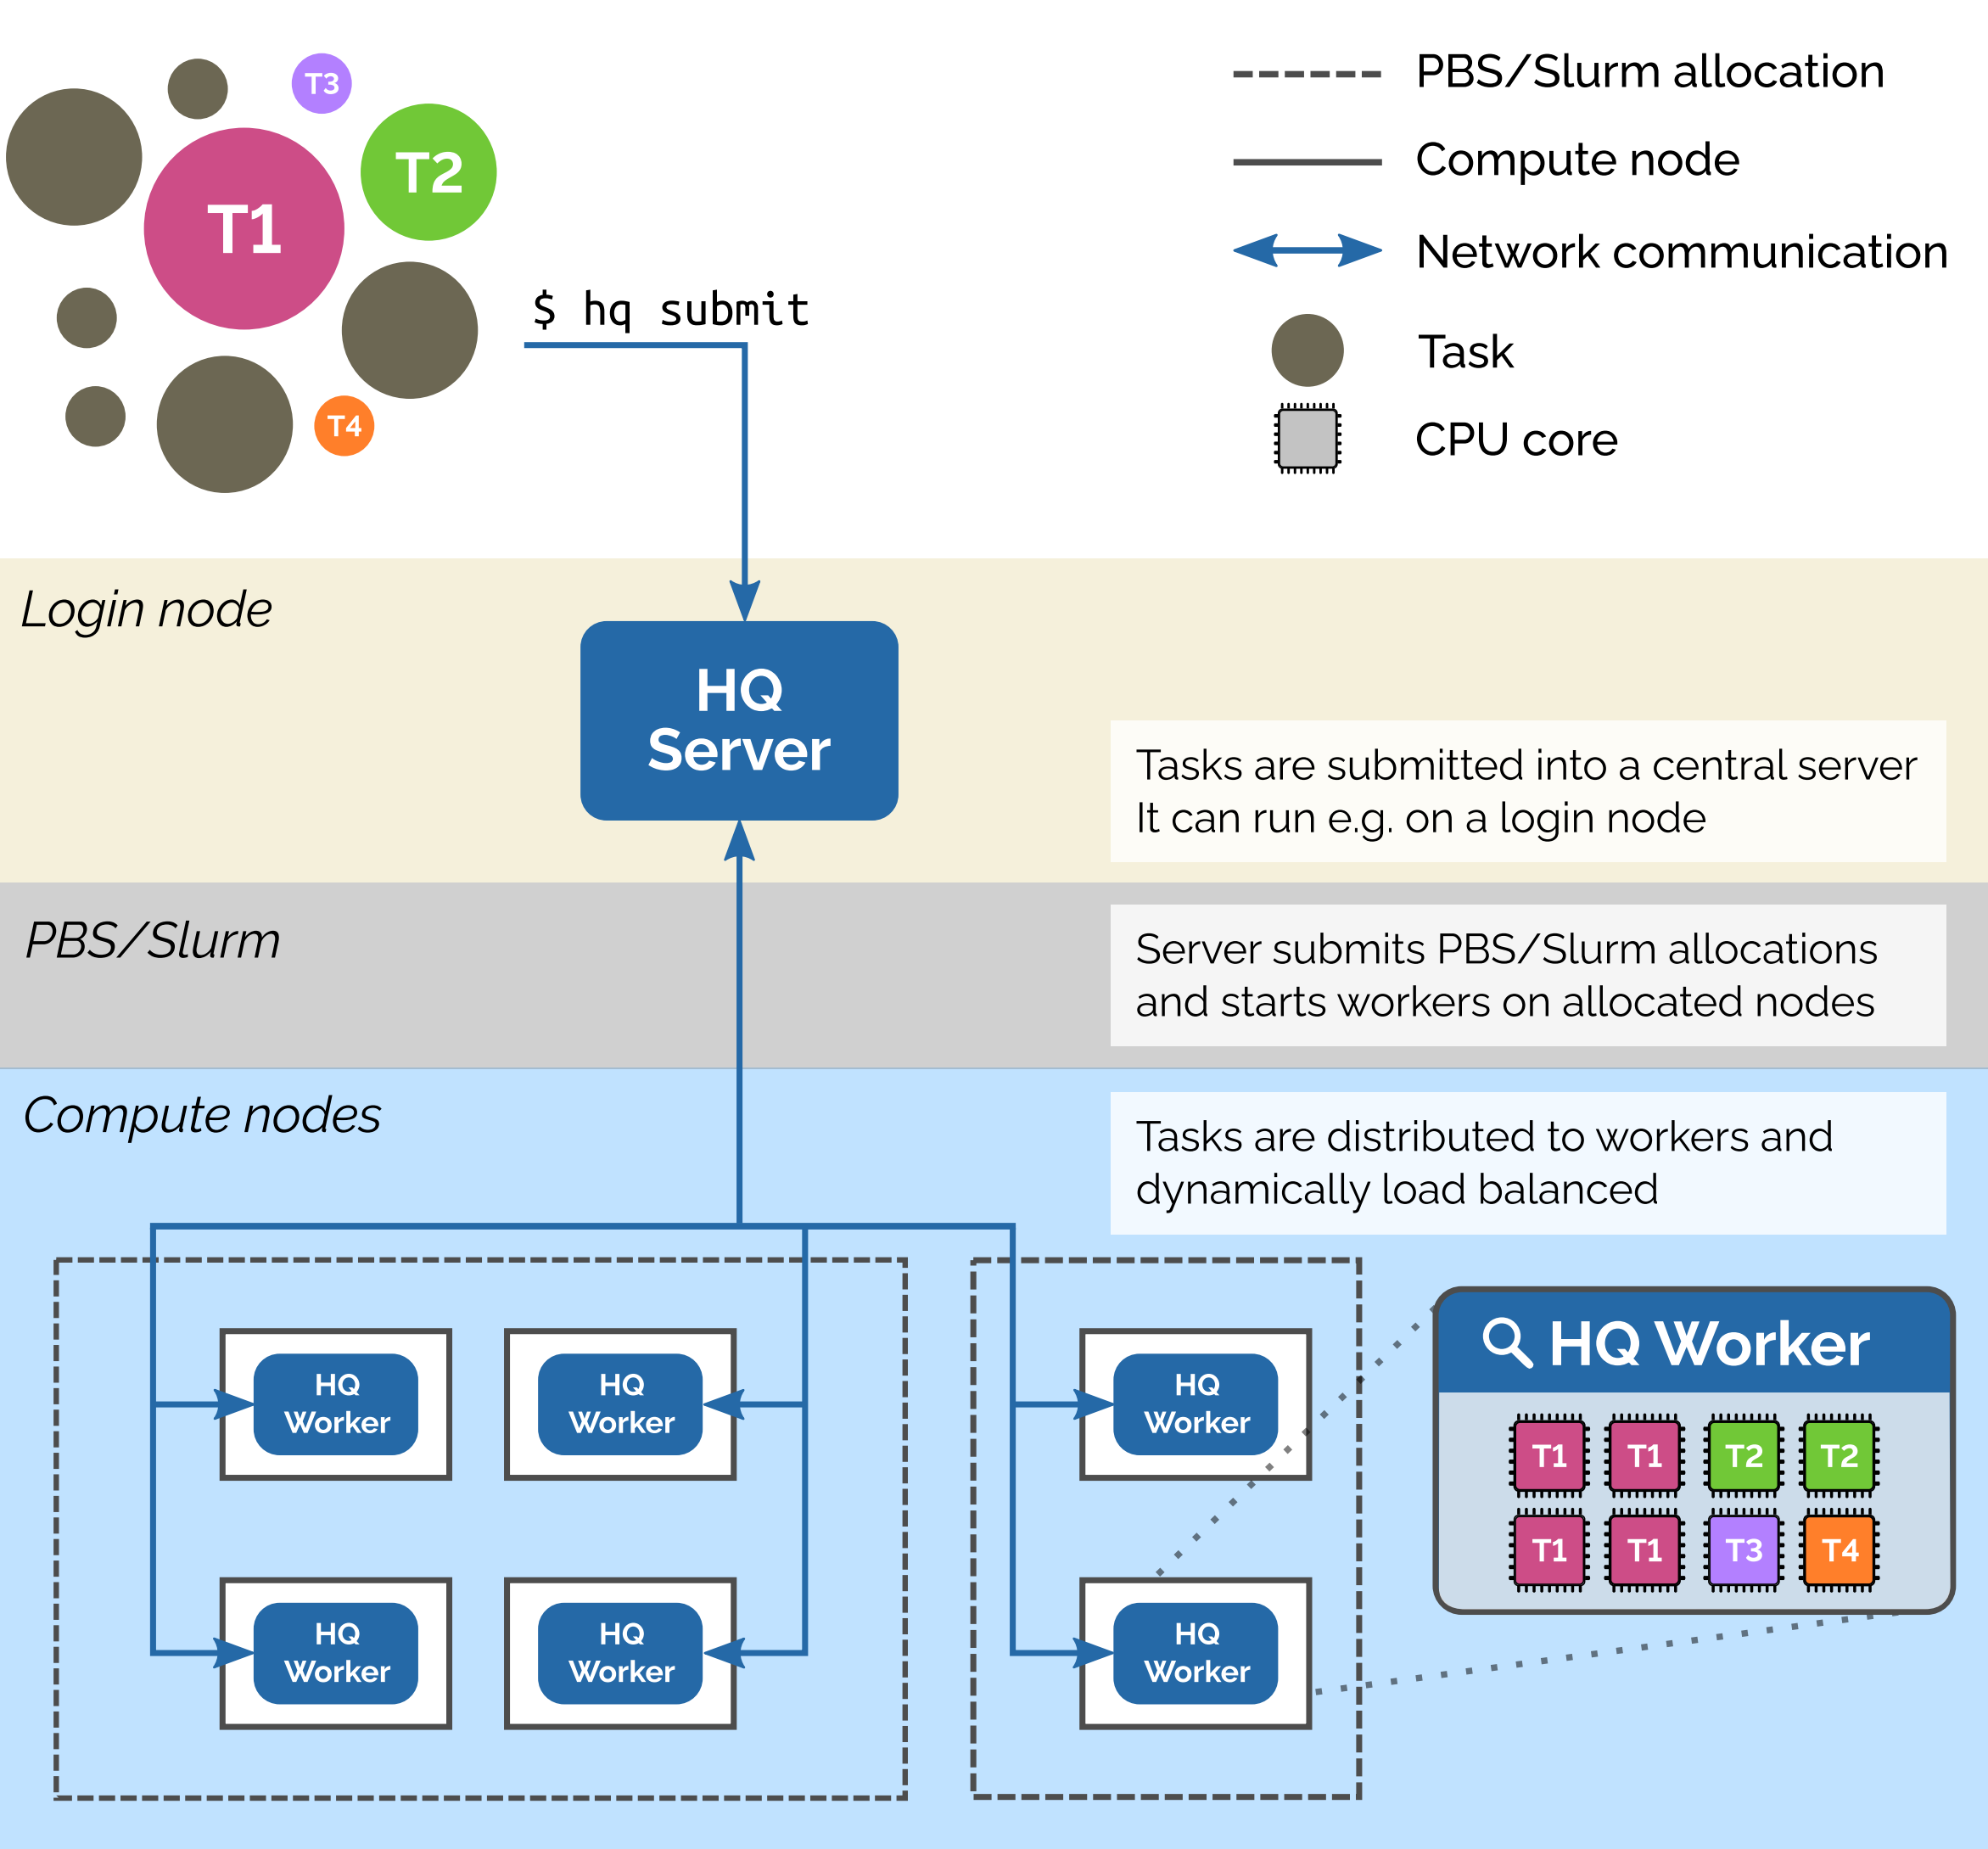 T3
T2
T1
T4
$ hq submit
PBS/Slurm allocation
Compute node
Network communication
Task
CPU core
Login node
HQ
Server
Tasks are submitted into a central server
It can run e.g. on a login node
PBS/Slurm
Server submits PBS/Slurm allocations
and starts workers on allocated nodes
Compute nodes
Tasks are distributed to workers and
dynamically load balanced
HQ
Worker
HQ
Worker
HQ
Worker
HQ
Worker
HQ
Worker
HQ
Worker
HQ Worker
T1 T1 T2 T2
T1 T1 T3 T4